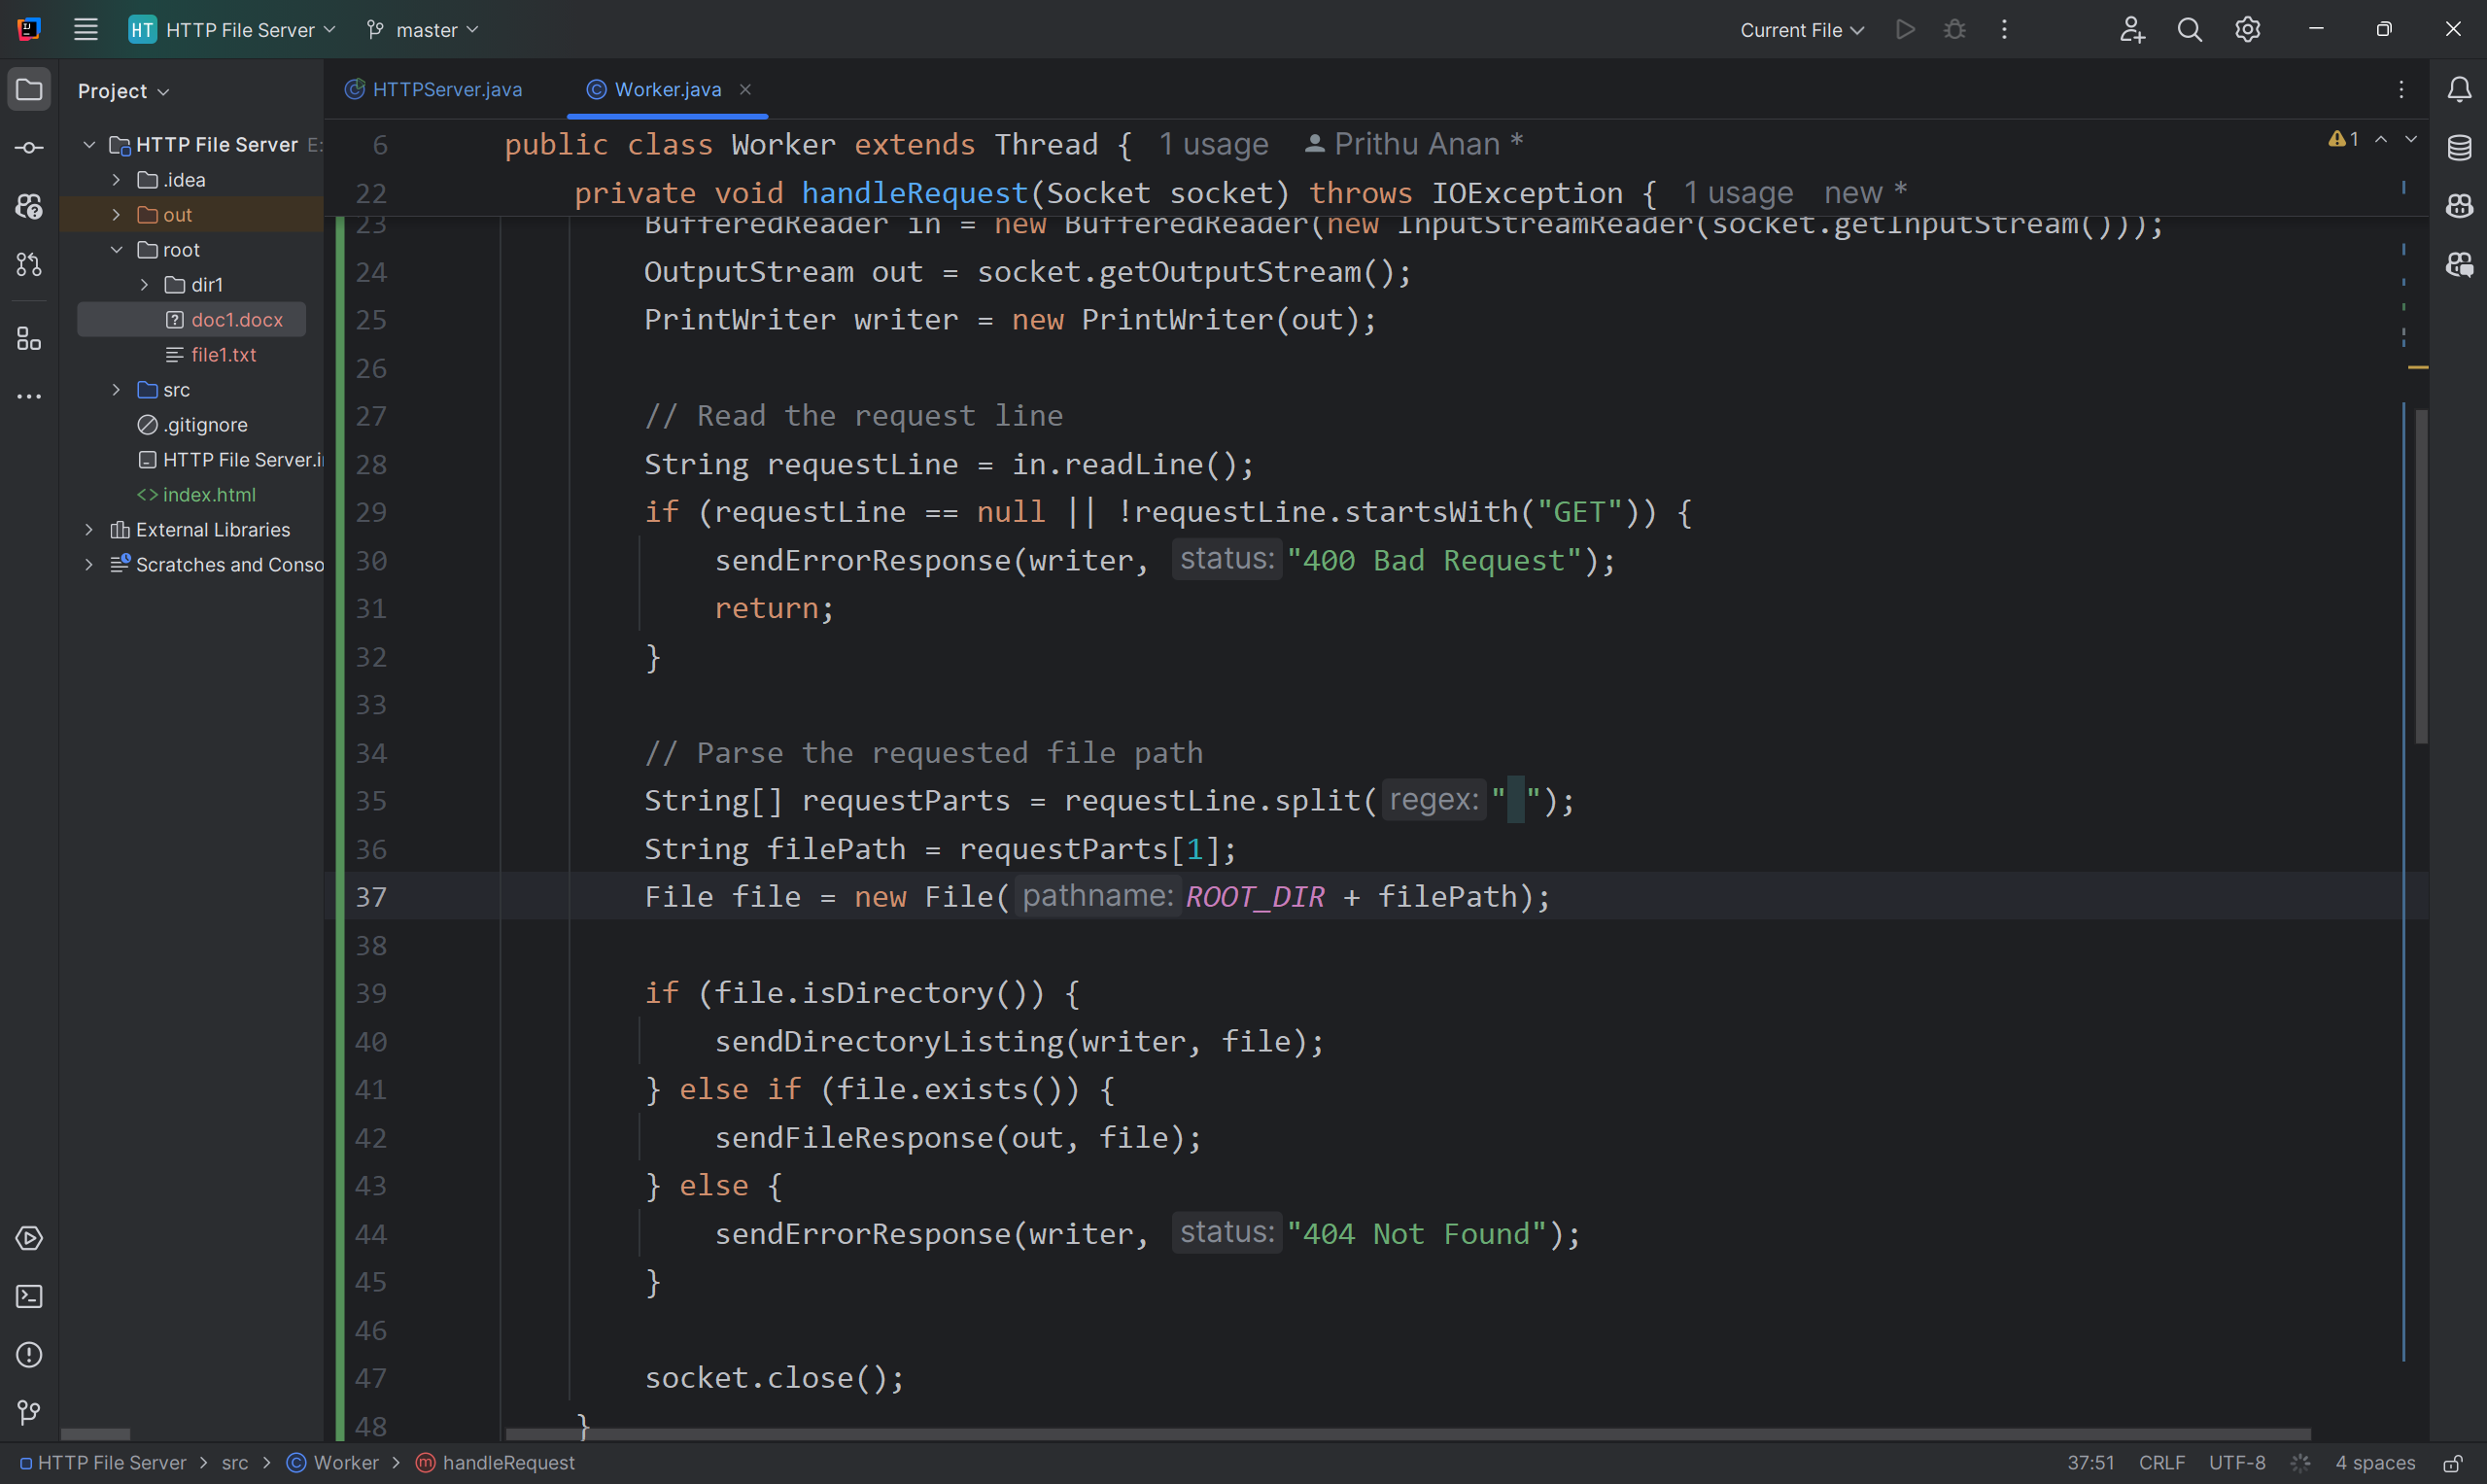 HT HTTP File Server master Current File
Project
HTTPServer.java Worker.java
HTTP File Server E:
.idea
out
root
dir1
doc1.docx
file1.txt
src
.gitignore
HTTP File Server.i
index.html
External Libraries
Scratches and Conso
6 public class Worker extends Thread { 1 usage Prithu Anan *
1
22 private void handleRequest(Socket socket) throws IOException { 1 usage new *
23 BufferedReader in = new BufferedReader(new InputStreamReader(socket.getInputStream()));
24 OutputStream out = socket.getOutputStream();
25 PrintWriter writer = new PrintWriter(out);
26
27 // Read the request line
28 String requestLine = in.readLine();
29 if (requestLine == null || !requestLine.startsWith("GET")) {
30 sendErrorResponse(writer, status: "400 Bad Request");
31 return;
32 }
33
34 // Parse the requested file path
35 String[] requestParts = requestLine.split( regex: " ");
36 String filePath = requestParts[1];
37 File file = new File( pathname: ROOT_DIR + filePath);
38
39 if (file.isDirectory()) {
40 sendDirectoryListing(writer, file);
41 } else if (file.exists()) {
42 sendFileResponse(out, file);
43 } else {
44 sendErrorResponse(writer, status: "404 Not Found");
45 }
46
47 socket.close();
48 }
HTTP File Server > src > Worker > handleRequest
37:51 CRLF UTF-8 4 spaces